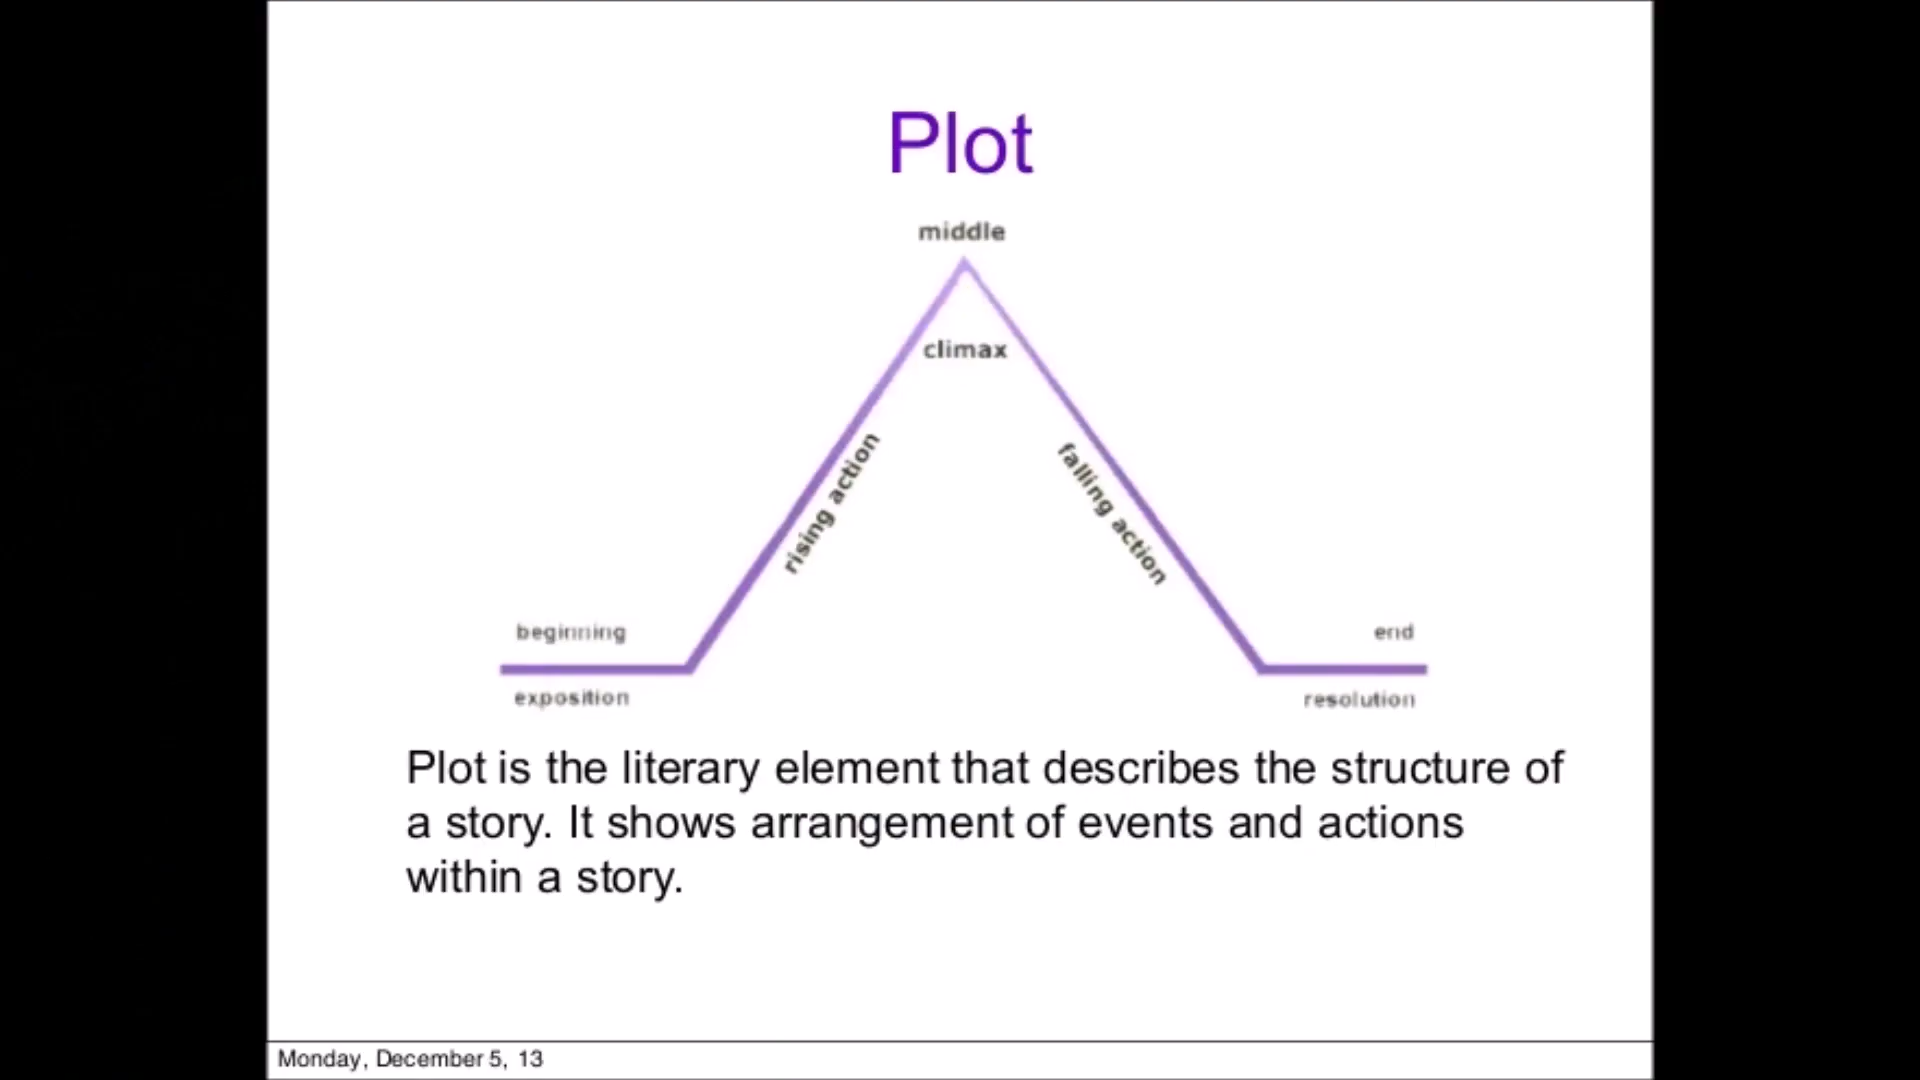 Plot
middle
climax
rising action
falling action
beginning
end
exposition
resolution
Plot is the literary element that describes the structure of
a story. It shows arrangement of events and actions
within a story.
Monday, December 5, 13